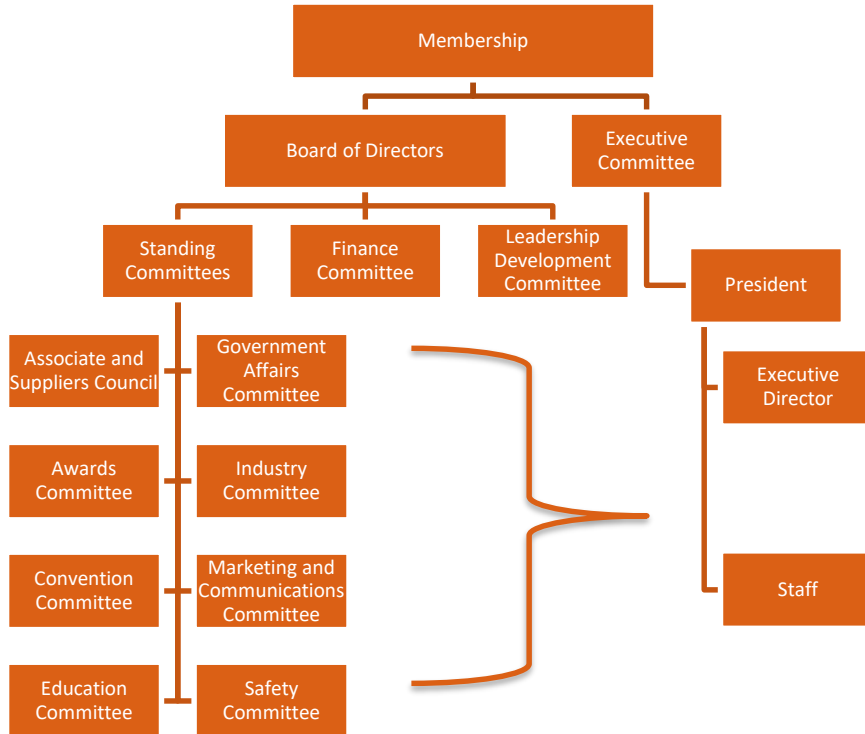 Membership
Board of Directors
Executive
Committee
Standing
Committees
Finance
Committee
Leadership
Development
Committee
President
Associate and
Suppliers Council
Government
Affairs
Committee
Executive
Director
Awards
Committee
Industry
Committee
Convention
Committee
Marketing and
Communications
Committee
Staff
Education
Committee
Safety
Committee